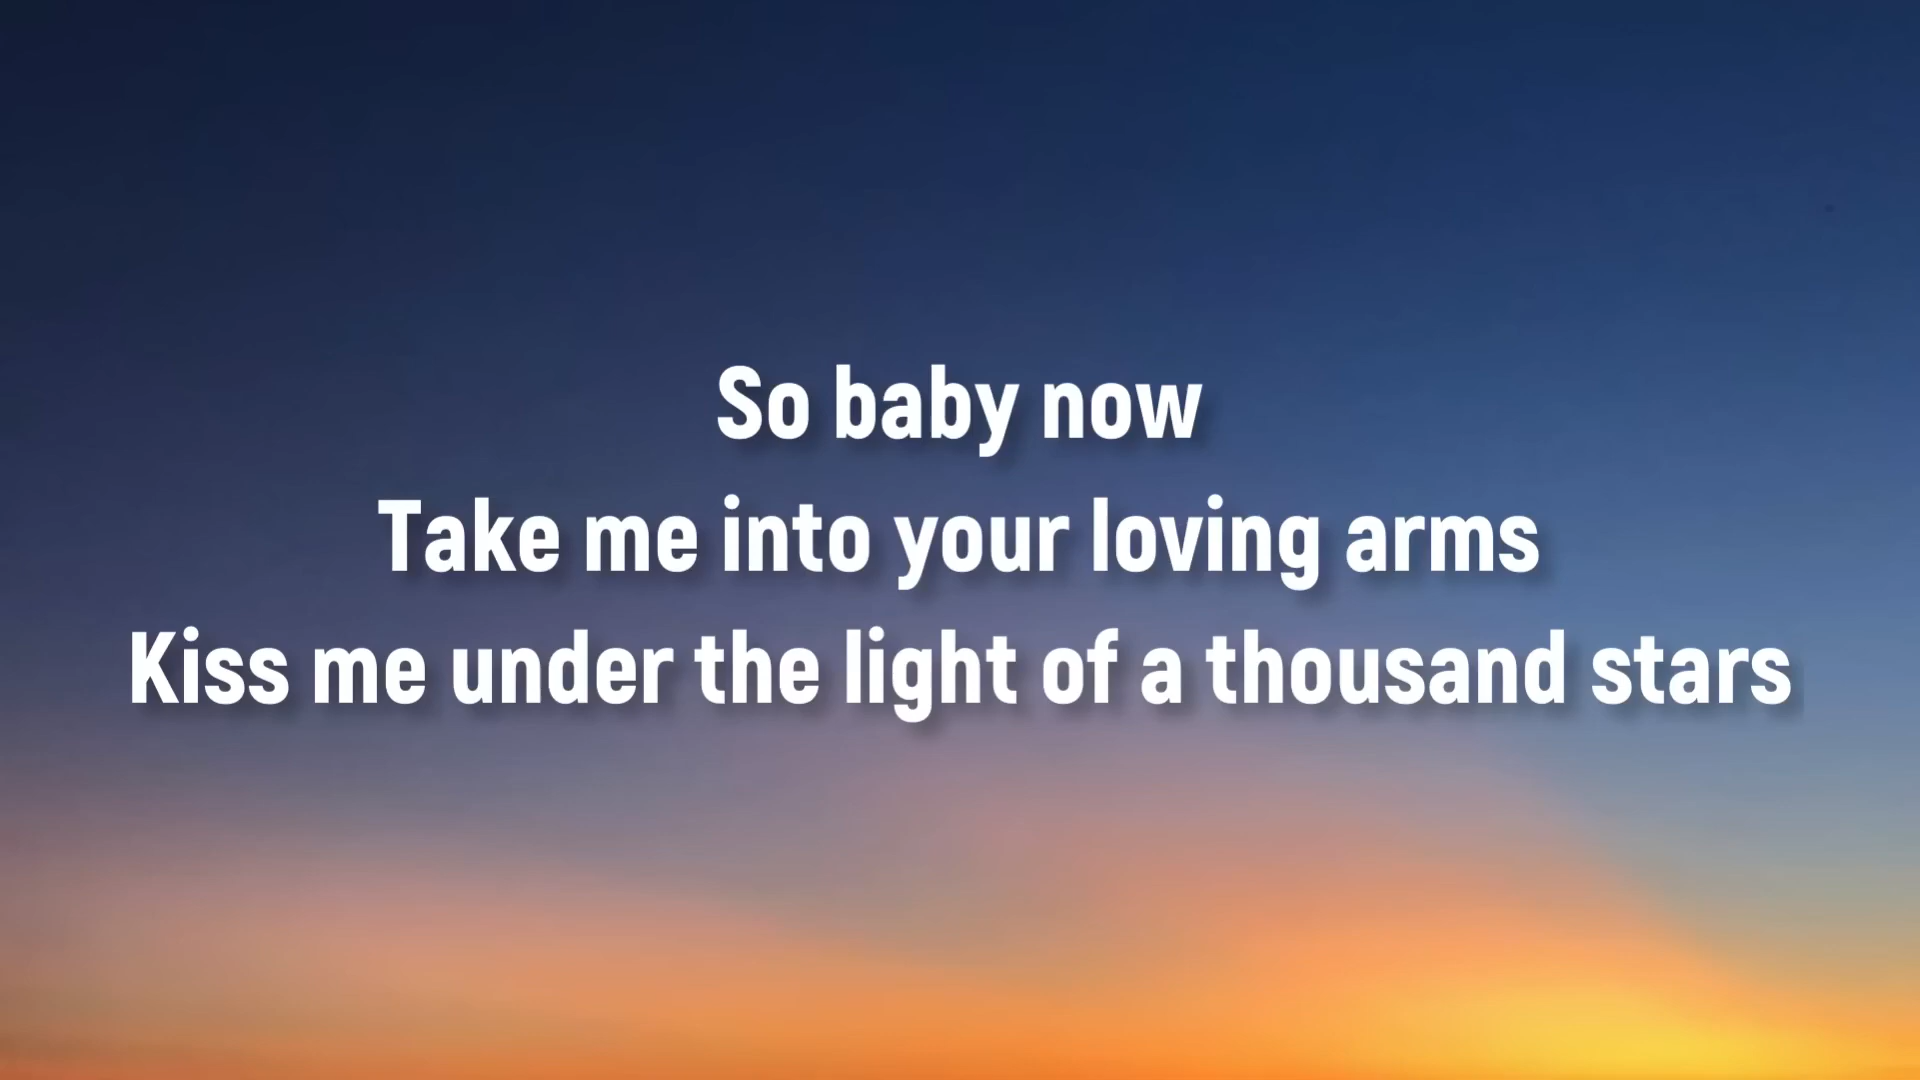 So baby now
Take me into your loving arms
Kiss me under the light of a thousand stars